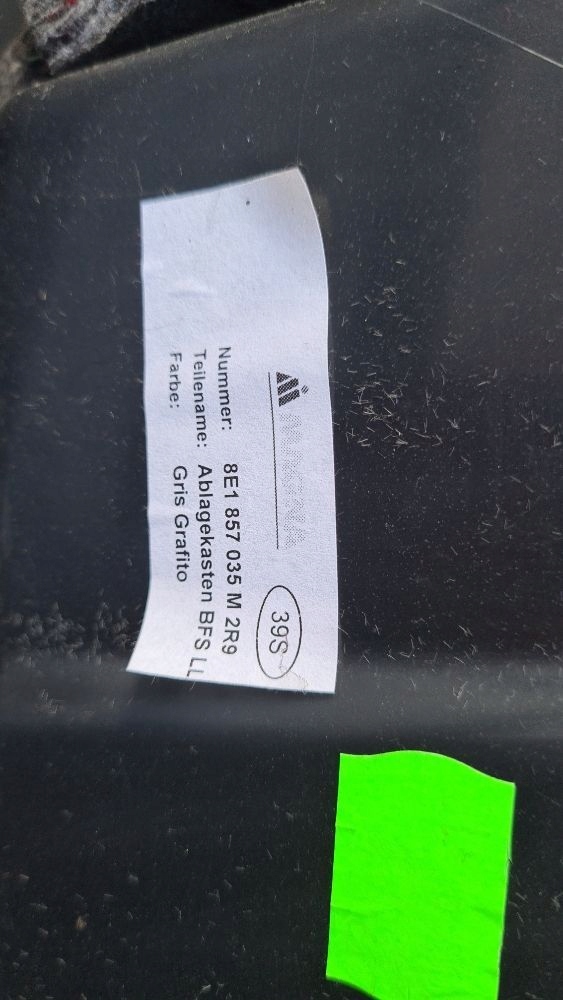 MAGNA
39S
Nummer: 8E1 857 035 M 2R9
Teilename: Ablagekasten BFS LL
Farbe: Gris Grafito